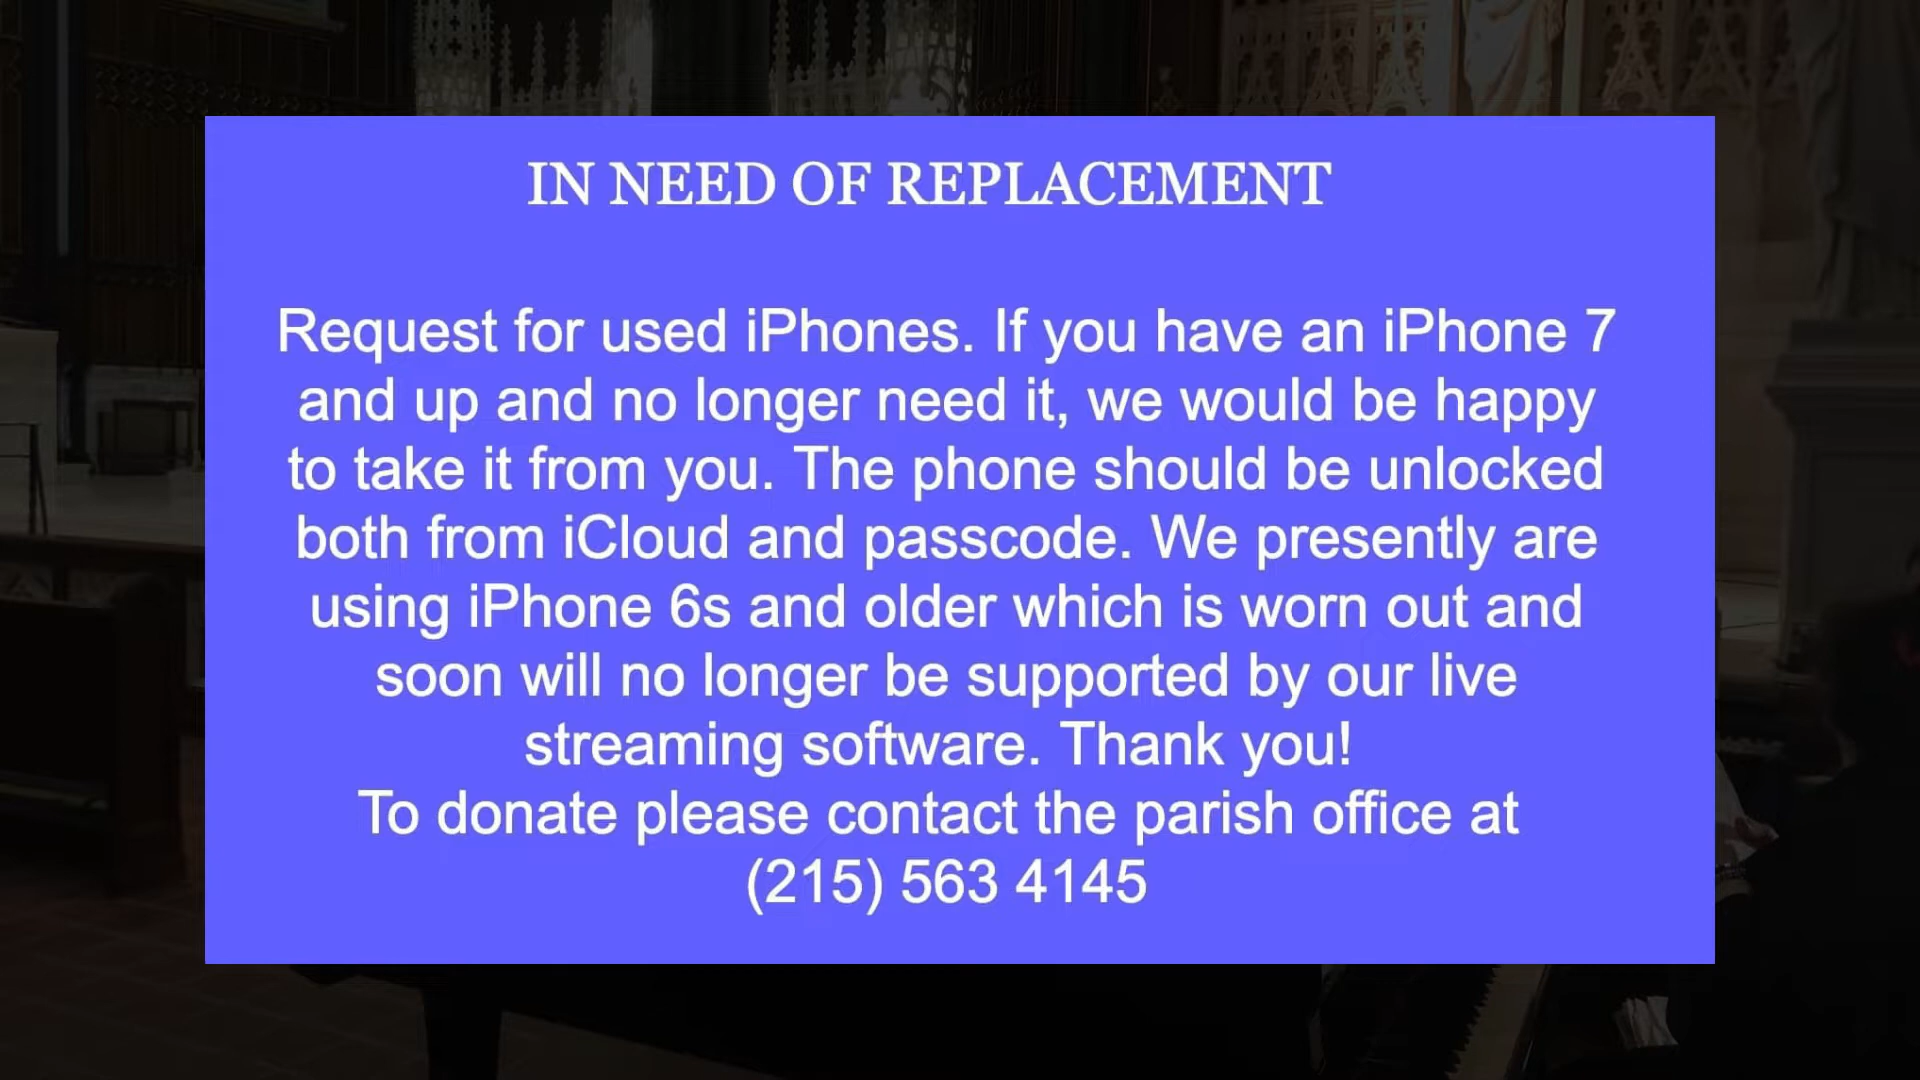 IN NEED OF REPLACEMENT
Request for used iPhones. If you have an iPhone 7
and up and no longer need it, we would be happy
to take it from you. The phone should be unlocked
both from iCloud and passcode. We presently are
using iPhone 6s and older which is worn out and
soon will no longer be supported by our live
streaming software. Thank you!
To donate please contact the parish office at
(215) 563 4145